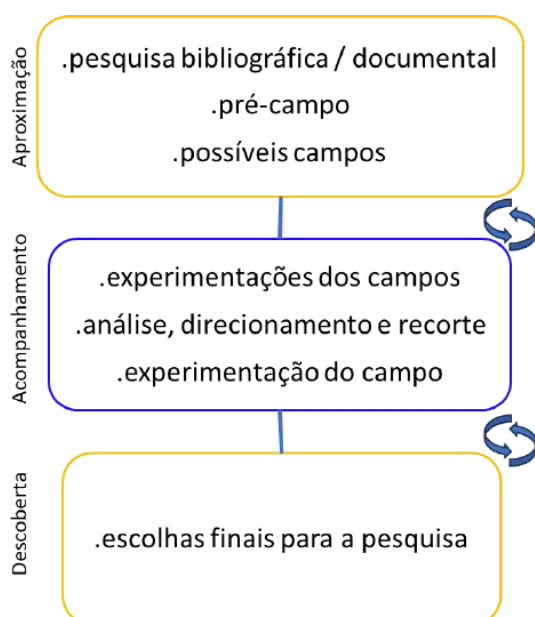 Aproximação
.pesquisa bibliográfica / documental
.pré-campo
.possíveis campos
Acompanhamento
.experimentações dos campos
.análise, direcionamento e recorte
.experimentação do campo
Descoberta
.escolhas finais para a pesquisa